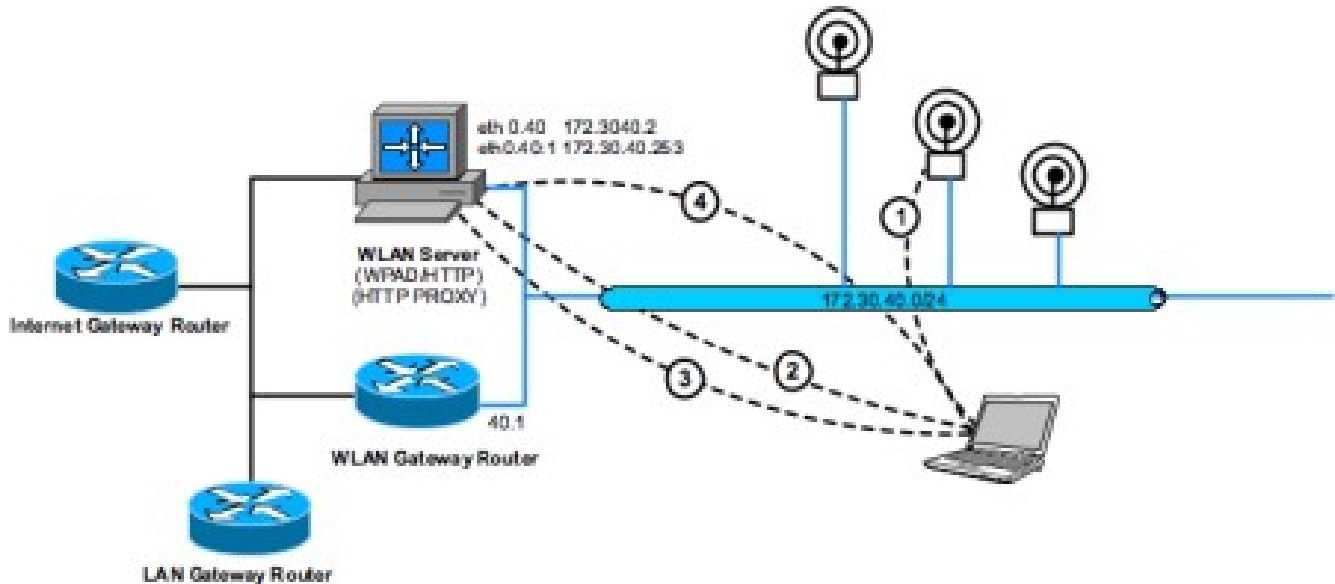 eth 0.40 172.3040.2
eth0.40:1 172.30.40.253
WLAN Server
(WPAD/HTTP)
(HTTP PROXY)
4
1
172.30.40.0/24
Internet Gateway Router
3
2
40.1
WLAN Gateway Router
LAN Gateway Router